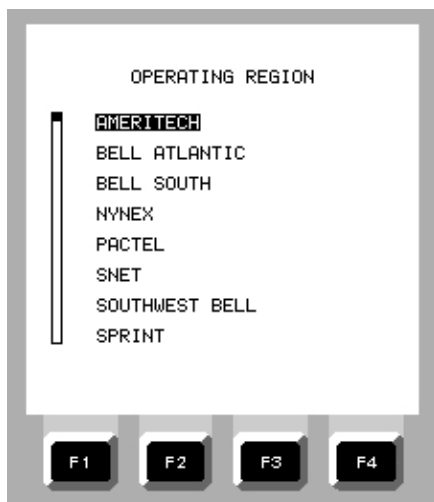 OPERATING REGION
AMERITECH
BELL ATLANTIC
BELL SOUTH
NYNEX
PACTEL
SNET
SOUTHWEST BELL
SPRINT
F1 F2 F3 F4